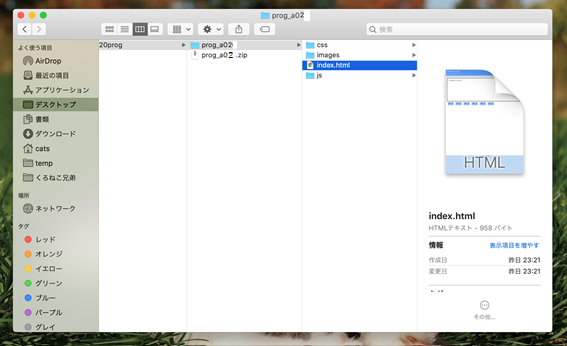 prog_a02
検索
よく使う項目
AirDrop
最近の項目
アプリケーション
デスクトップ
書類
ダウンロード
cats
temp
くろねこ兄弟
場所
ネットワーク
タグ
レッド
オレンジ
イエロー
グリーン
ブルー
パープル
グレイ
20prog
prog_a02
prog_a02 .zip
css
images
index.html
js
HTML
index.html
HTMLテキスト - 958 バイト
情報 表示項目を増やす
作成日 昨日 23:21
変更日 昨日 23:21
その他...